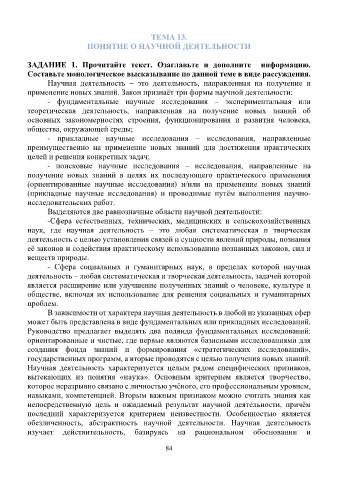 ТЕМА 13.
ПОНЯТИЕ О НАУЧНОЙ ДЕЯТЕЛЬНОСТИ
ЗАДАНИЕ 1. Прочитайте текст. Озаглавьте и дополните информацию.
Составьте монологическое высказывание по данной теме в виде рассуждения.
Научная деятельность – это деятельность, направленная на получение и
применение новых знаний. Закон признаёт три формы научной деятельности:
- фундаментальные научные исследования – экспериментальная или
теоретическая деятельность, направленная на получение новых знаний об
основных закономерностях строения, функционирования и развития человека,
общества, окружающей среды;
- прикладные научные исследования – исследования, направленные
преимущественно на применение новых знаний для достижения практических
целей и решения конкретных задач;
- поисковые научные исследования – исследования, направленные на
получение новых знаний в целях их последующего практического применения
(ориентированные научные исследования) и/или на применение новых знаний
(прикладные научные исследования) и проводимые путём выполнения научно-
исследовательских работ.
Выделяются две равнозначные области научной деятельности:
-Сфера естественных, технических, медицинских и сельскохозяйственных
наук, где научная деятельность – это любая систематическая и творческая
деятельность с целью установления связей и сущности явлений природы, познания
её законов и содействия практическому использованию познанных законов, сил и
веществ природы.
- Сфера социальных и гуманитарных наук, в пределах которой научная
деятельность – любая систематическая и творческая деятельность, задачей которой
является расширение или улучшение полученных знаний о человеке, культуре и
обществе, включая их использование для решения социальных и гуманитарных
проблем.
В зависимости от характера научная деятельность в любой из указанных сфер
может быть представлена в виде фундаментальных или прикладных исследований.
Руководство предлагает выделять два подвида фундаментальных исследований:
ориентированные и чистые, где первые являются базисными исследованиями для
создания фонда знаний и формирования «стратегических исследований»,
государственных программ, а вторые проводятся с целью получения новых знаний.
Научная деятельность характеризуется целым рядом специфических признаков,
вытекающих из понятия «наука». Основным критерием является творчество,
которое неразрывно связано с личностью учёного, его профессиональным уровнем,
навыками, компетенцией. Вторым важным признаком можно считать знания как
непосредственную цель и ожидаемый результат научной деятельности, причём
последний характеризуется критерием неизвестности. Особенностью является
обезличенность, абстрактность научной деятельности. Научная деятельность
изучает действительность, базируясь на рациональном обосновании и
84